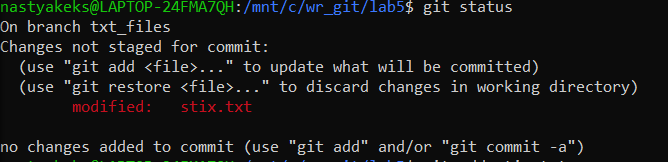 nastyakeks@LAPTOP-24FMA7QH:/mnt/c/wr_git/lab5$ git status
On branch txt_files
Changes not staged for commit:
  (use "git add <file>..." to update what will be committed)
  (use "git restore <file>..." to discard changes in working directory)
        modified:   stix.txt

no changes added to commit (use "git add" and/or "git commit -a")